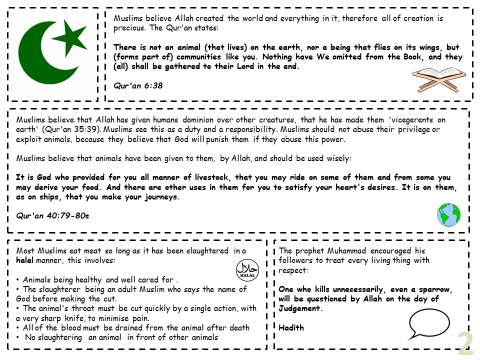 Muslims believe Allah created the world and everything in it, therefore all of creation is
precious. The Qur'an states:
There is not an animal (that lives) on the earth, nor a being that flies on its wings, but
(forms part of) communities like you. Nothing have We omitted from the Book, and they
(all) shall be gathered to their Lord in the end.
Qur'an 6:38
Muslims believe that Allah has given humans dominion over other creatures, that he has made them 'vicegerents on
earth' (Qur'an 35:39). Muslims see this as a duty and a responsibility. Muslims should not abuse their privilege or
exploit animals, because they believe that God will punish them if they abuse this power.
Muslims believe that animals have been given to them, by Allah, and should be used wisely:
It is God who provided for you all manner of livestock, that you may ride on some of them and from some you
may derive your food. And there are other uses in them for you to satisfy your heart's desires. It is on them,
as on ships, that you make your journeys.
Qur'an 40:79-80s
Most Muslims eat meat so long as it has been slaughtered in a
halal manner, this involves:
حلال
HALAL
• Animals being healthy and well cared for .
• The slaughterer being an adult Muslim who says the name of
God before making the cut.
• The animal's throat must be cut quickly by a single action, with
a very sharp knife, to minimise pain.
• All of the blood must be drained from the animal after death
• No slaughtering an animal in front of other animals
The prophet Muhammad encouraged his
followers to treat every living thing with
respect:
One who kills unnecessarily, even a sparrow,
will be questioned by Allah on the day of
Judgement.
Hadith
2